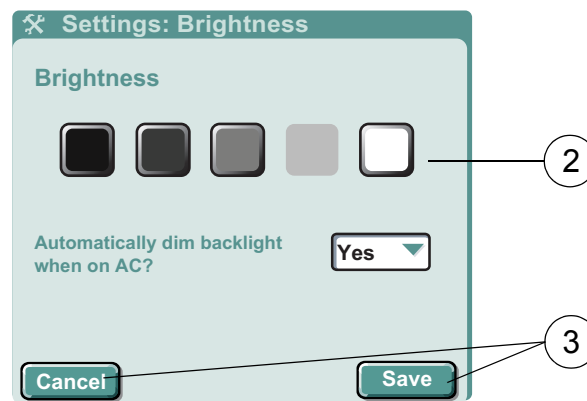 Settings: Brightness
Brightness
2
Automatically dim backlight
when on AC?
Yes
3
Cancel
Save